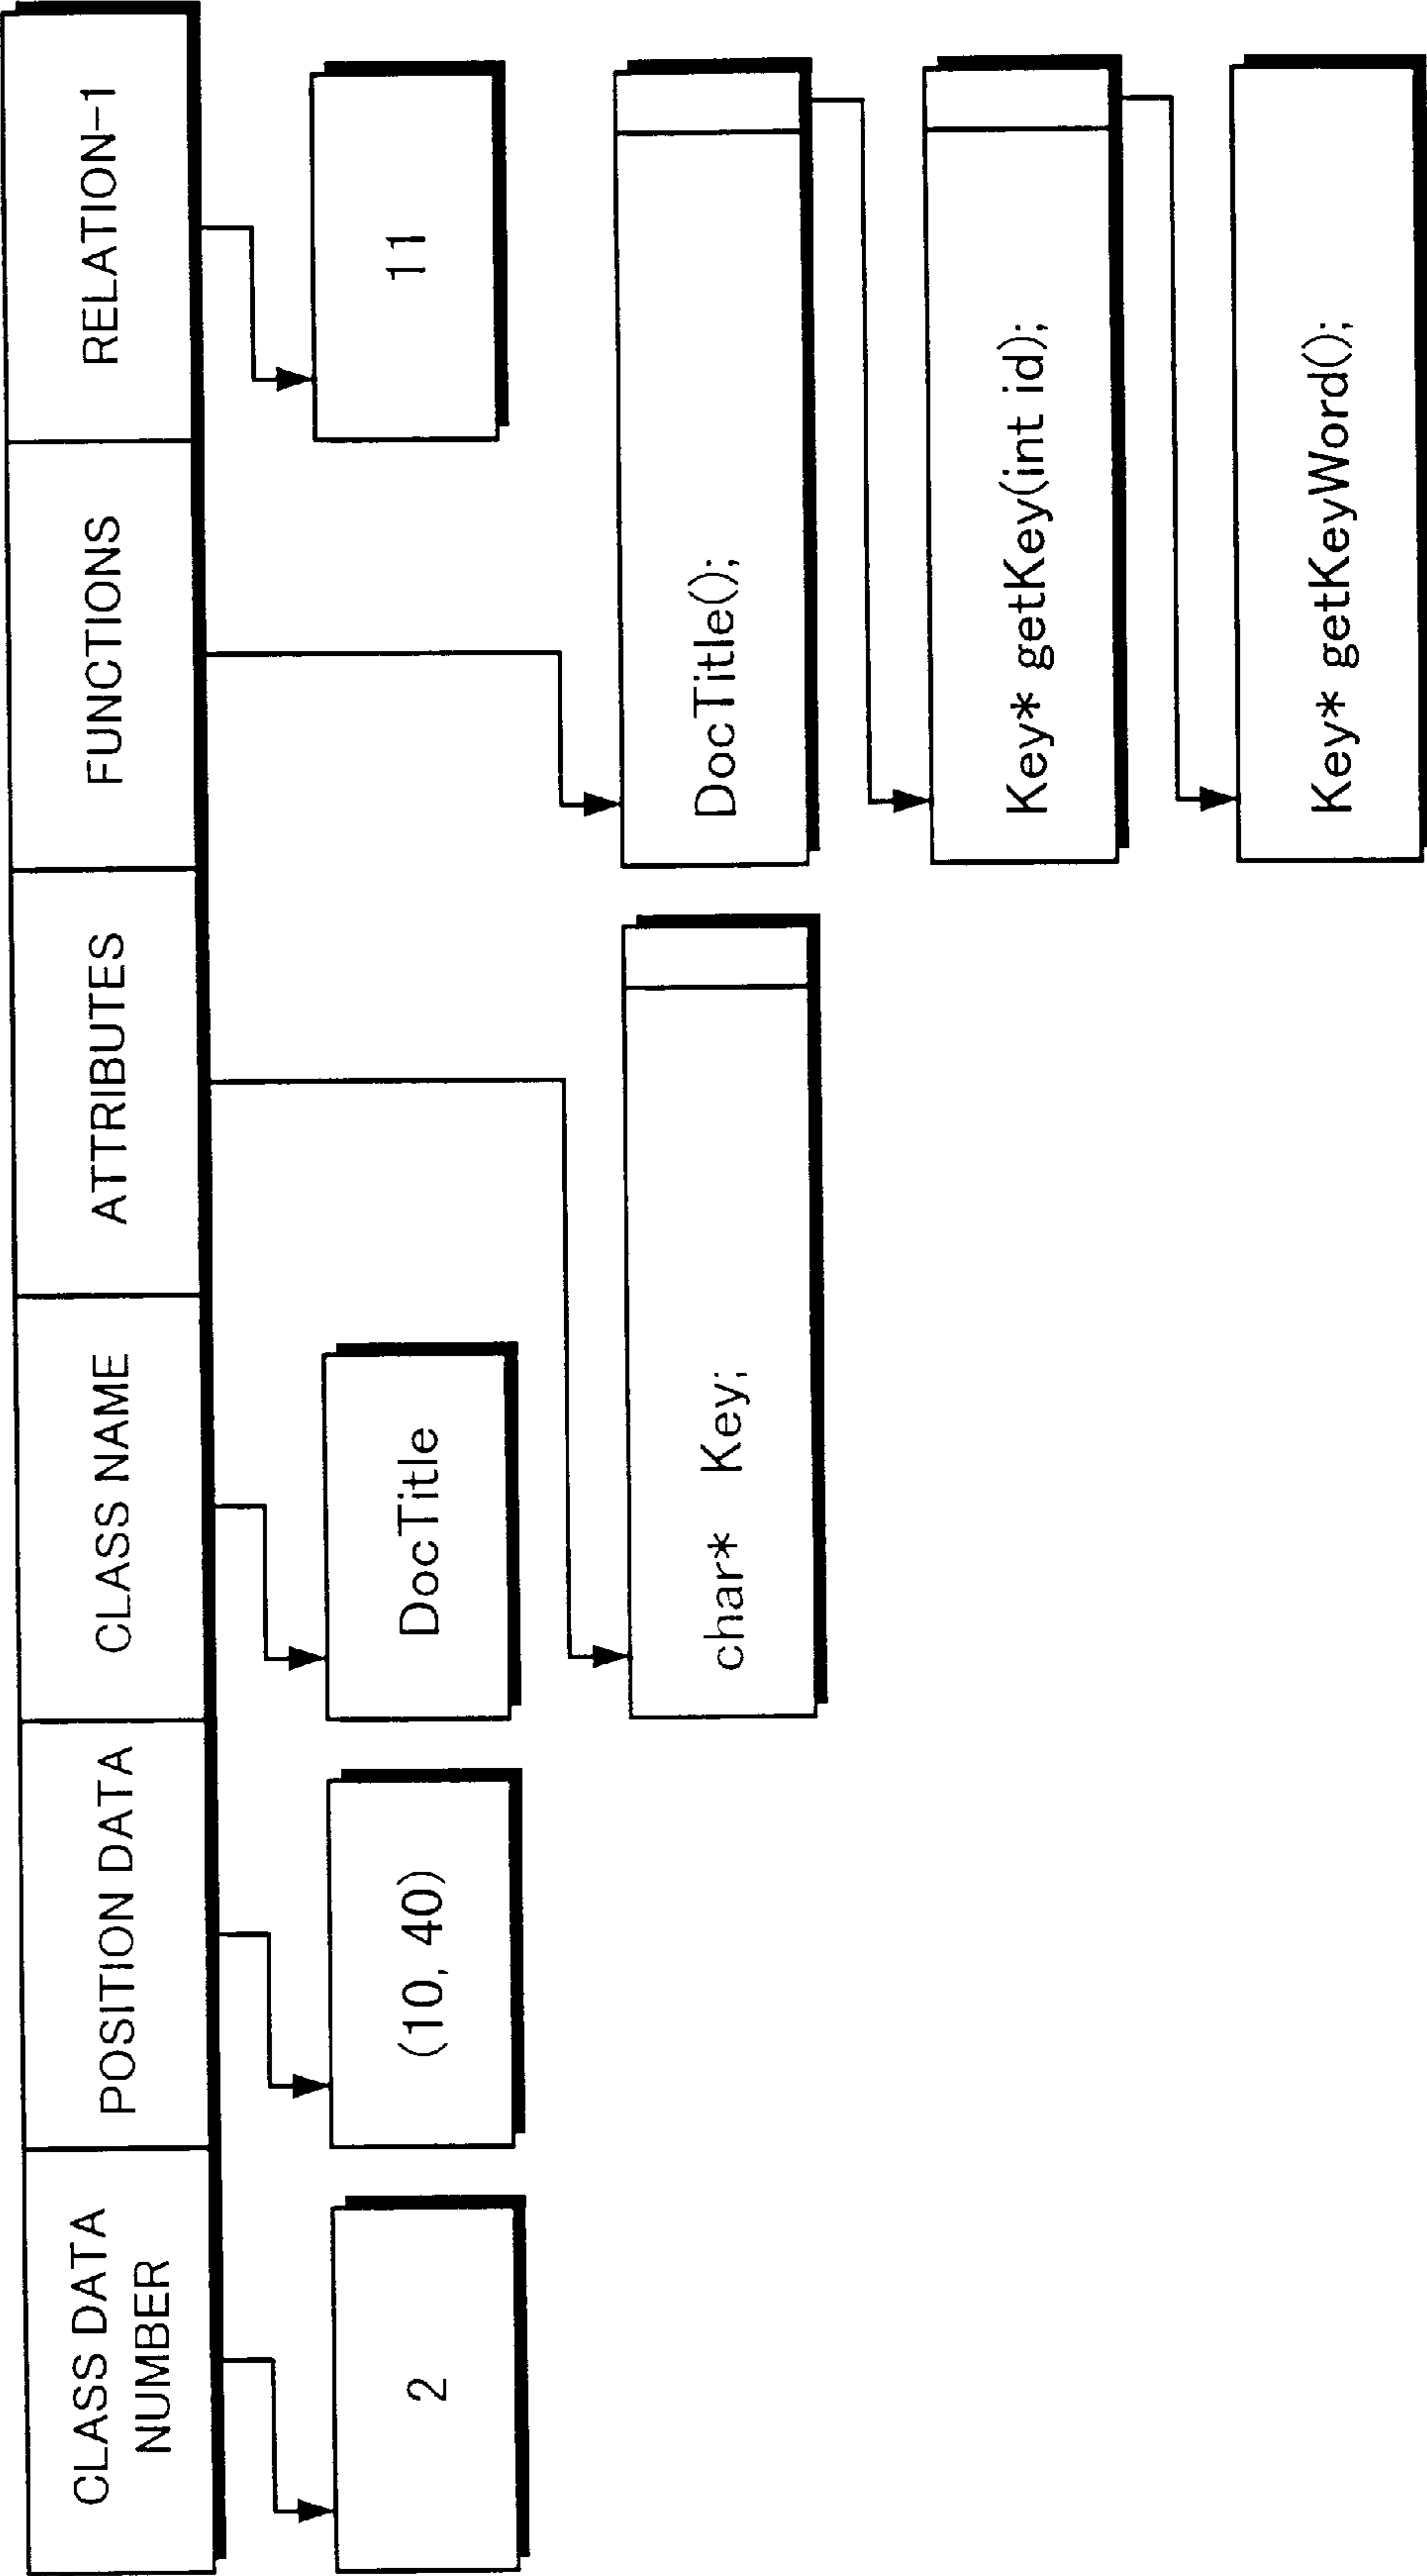 CLASS DATA
NUMBER
POSITION DATA
CLASS NAME
ATTRIBUTES
FUNCTIONS
RELATION-1
2
(10, 40)
DocTitle
11
char* Key;
DocTitle();
Key* getKey(int id);
Key* getKeyWord();